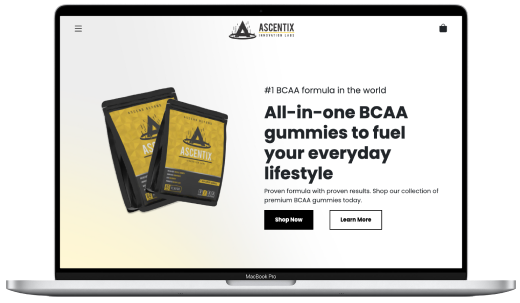 ASCENTIX
INNOVATION LABS
#1 BCAA formula in the world
All-in-one BCAA
gummies to fuel
your everyday
lifestyle
Proven formula with proven results. Shop our collection of
premium BCAA gummies today.
Shop Now
Learn More
ASCENTIX
MacBook Pro